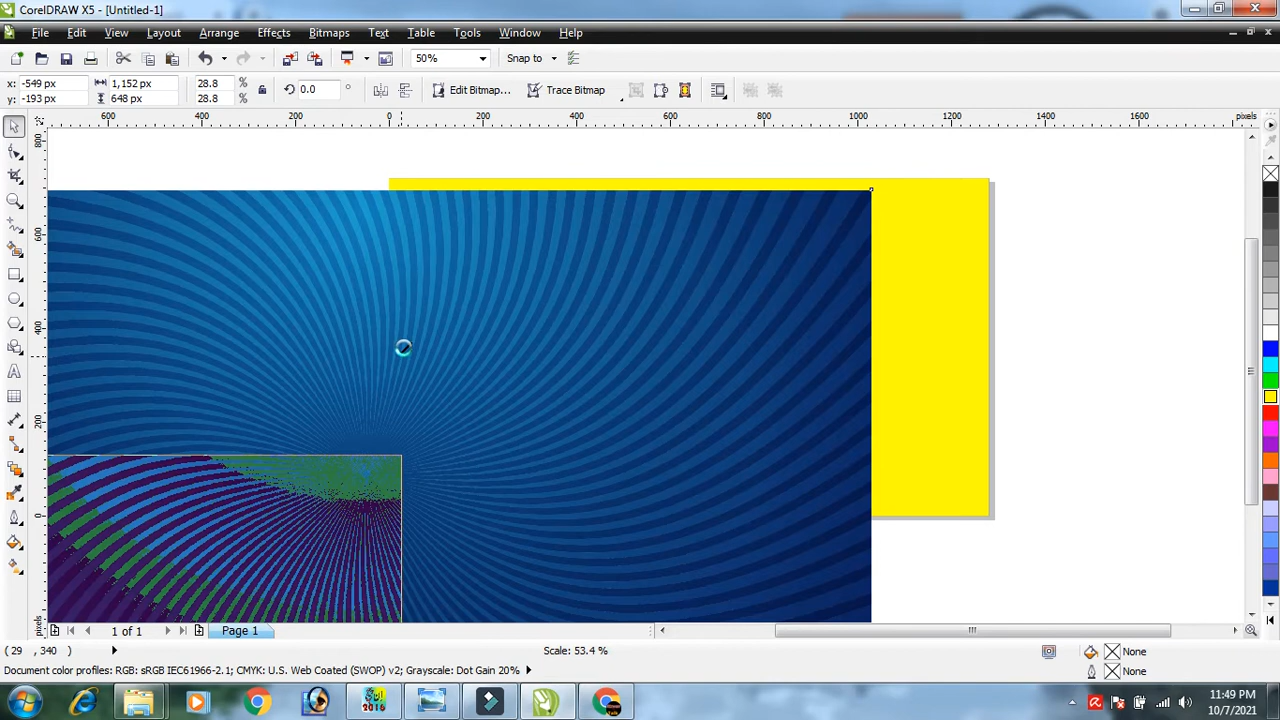 CorelDRAW X5 - [Untitled-1]
File Edit View Layout Arrange Effects Bitmaps Text Table Tools Window Help
50% Snap to
x: -549 px 1,152 px 28.8 % 0.0 ° Edit Bitmap... Trace Bitmap
y: -193 px 648 px 28.8 %
600 400 200 0 200 400 600 800 1000 1200 1400 1600 pixels
800
600
400
200
0
pixels
1 of 1 Page 1
( 29 , 340 ) Scale: 53.4 % None
Document color profiles: RGB: sRGB IEC61966-2.1; CMYK: U.S. Web Coated (SWOP) v2; Grayscale: Dot Gain 20% None
2016
11:49 PM
10/7/2021